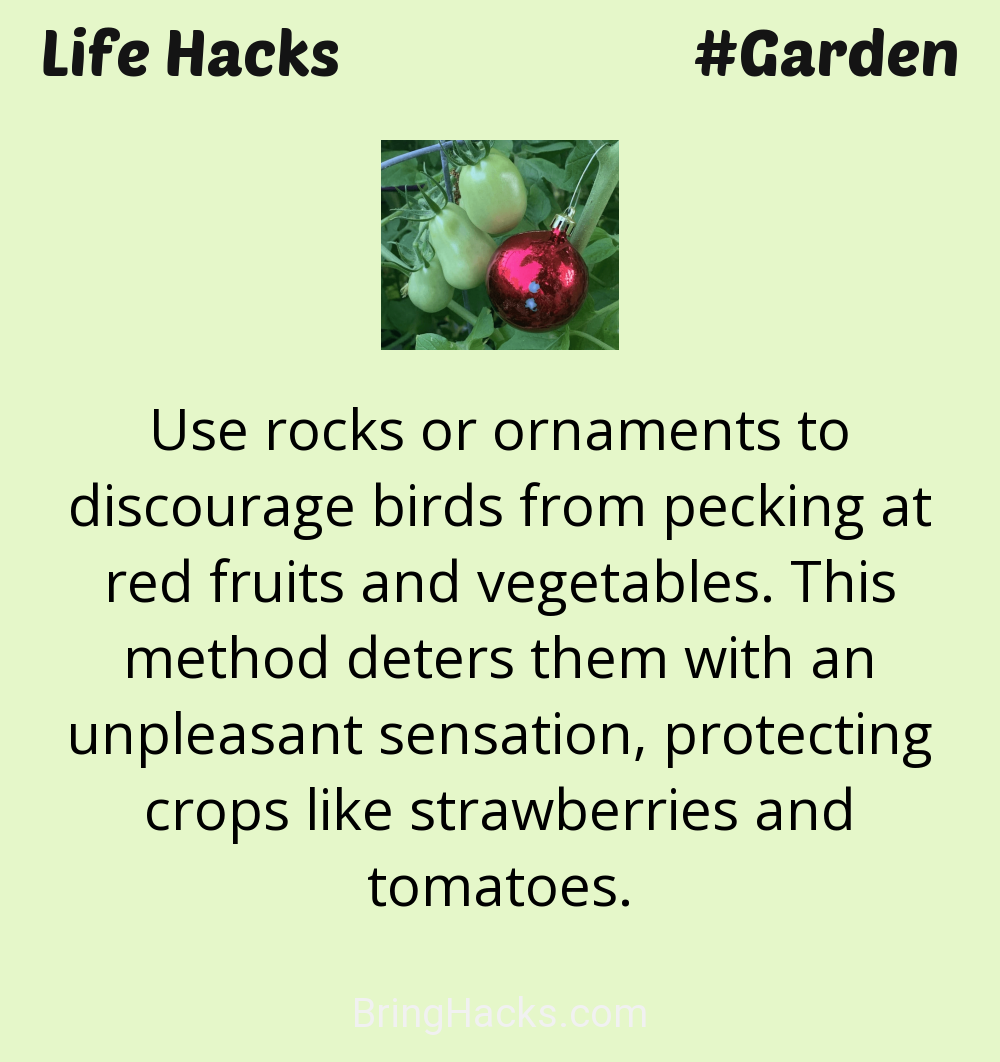 Life Hacks
#Garden
Use rocks or ornaments to
discourage birds from pecking at
red fruits and vegetables. This
method deters them with an
unpleasant sensation, protecting
crops like strawberries and
tomatoes.
BringHacks.com